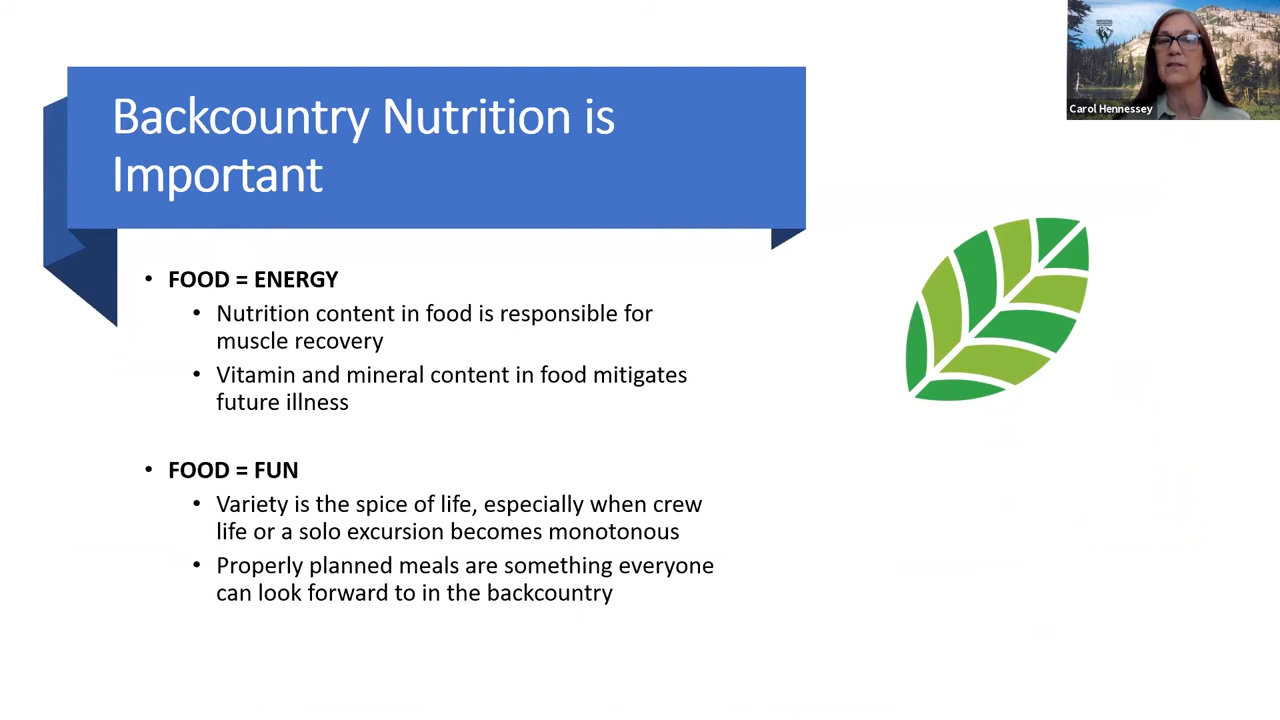 Backcountry Nutrition is
Important
Carol Hennessey
• FOOD = ENERGY
• Nutrition content in food is responsible for
muscle recovery
• Vitamin and mineral content in food mitigates
future illness
• FOOD = FUN
• Variety is the spice of life, especially when crew
life or a solo excursion becomes monotonous
• Properly planned meals are something everyone
can look forward to in the backcountry